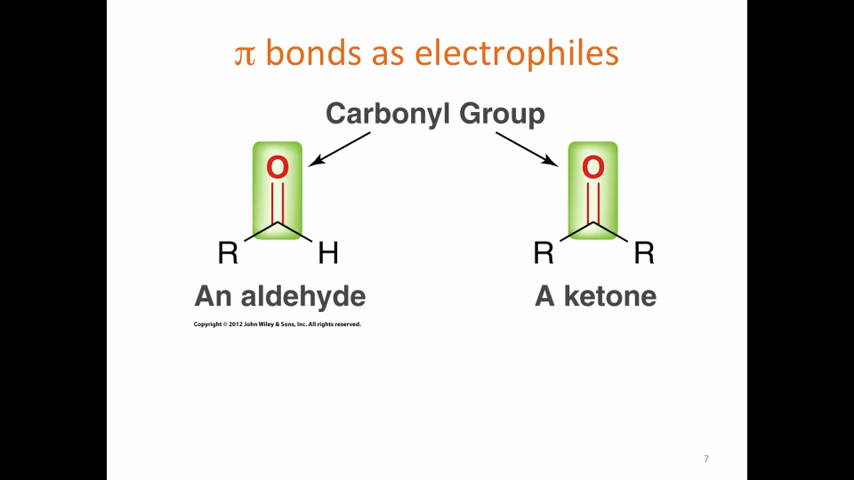 π bonds as electrophiles
Carbonyl Group
O
O
R
H
R
R
An aldehyde
A ketone
Copyright © 2012 John Wiley & Sons, Inc. All rights reserved.
7